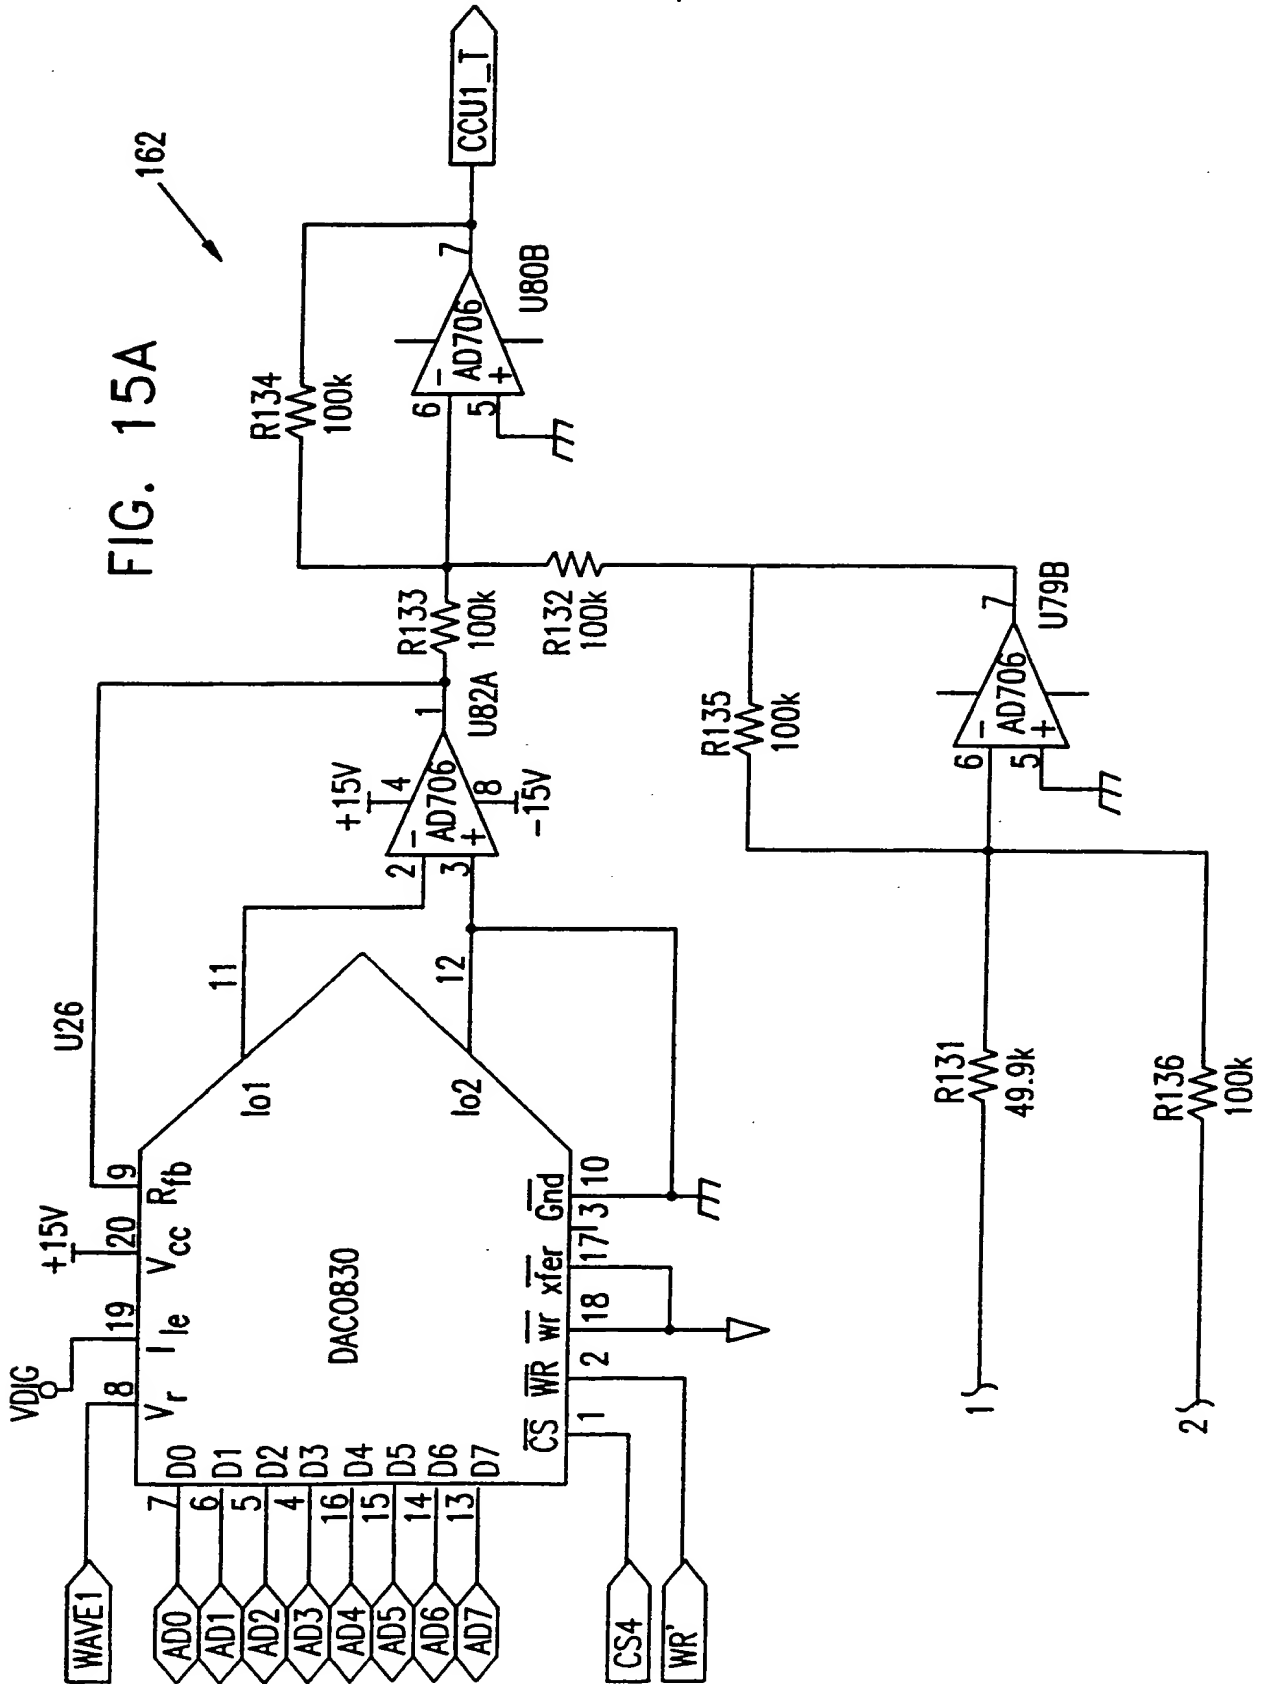 FIG. 15A
162
WAVE1
AD0
AD1
AD2
AD3
AD4
AD5
AD6
AD7
CS4
WR'
7
6
5
4
16
15
14
13
D0
D1
D2
D3
D4
D5
D6
D7
VDIG
8
Vr
19
Ile
+15V
20
Vcc
9
Rfb
U26
DAC0830
CS
1
WR
2
wr
18
xfer
17
3
Gnd
10
Io1
11
Io2
12
2
3
-
+
AD706
+15V
4
8
-15V
1
U82A
R133
100k
R132
100k
R134
100k
6
5
-
+
AD706
7
U80B
CCU1_T
R135
100k
6
5
-
+
AD706
7
U79B
R131
49.9k
1
R136
100k
2